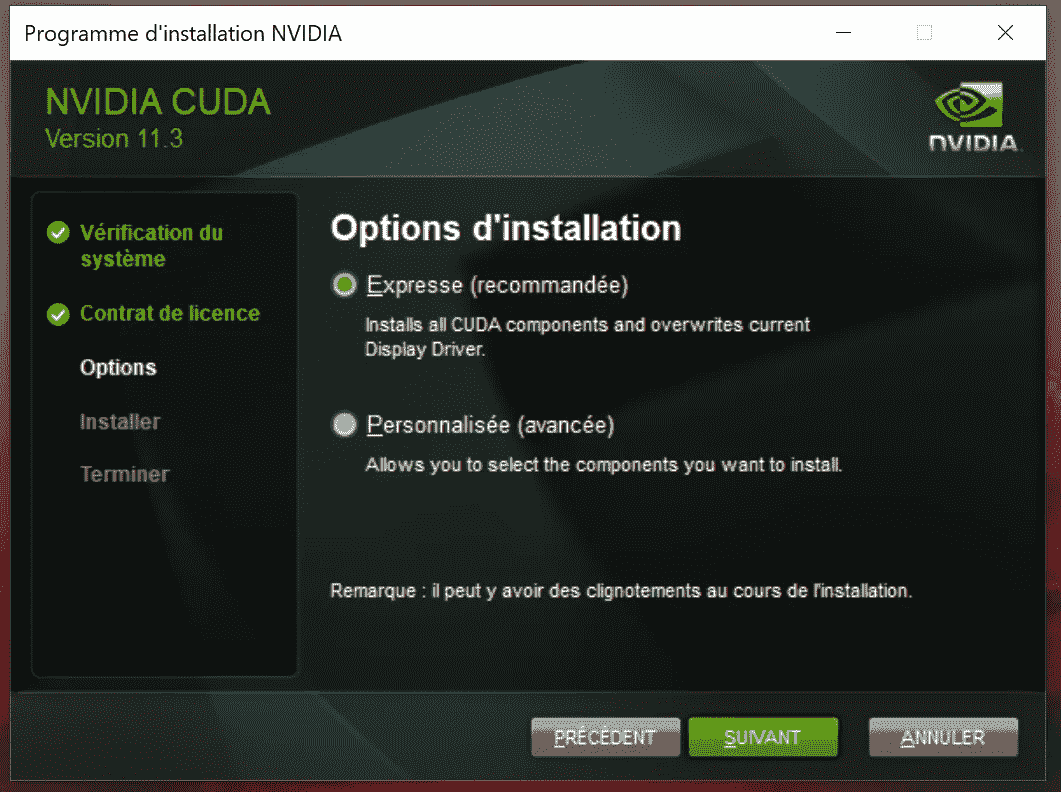 Programme d'installation NVIDIA
NVIDIA CUDA
Version 11.3
NVIDIA.
Vérification du
système
Contrat de licence
Options
Installer
Terminer
Options d'installation
Expresse (recommandée)
Installs all CUDA components and overwrites current
Display Driver.
Personnalisée (avancée)
Allows you to select the components you want to install.
Remarque : il peut y avoir des clignotements au cours de l'installation.
PRÉCÉDENT
SUIVANT
ANNULER